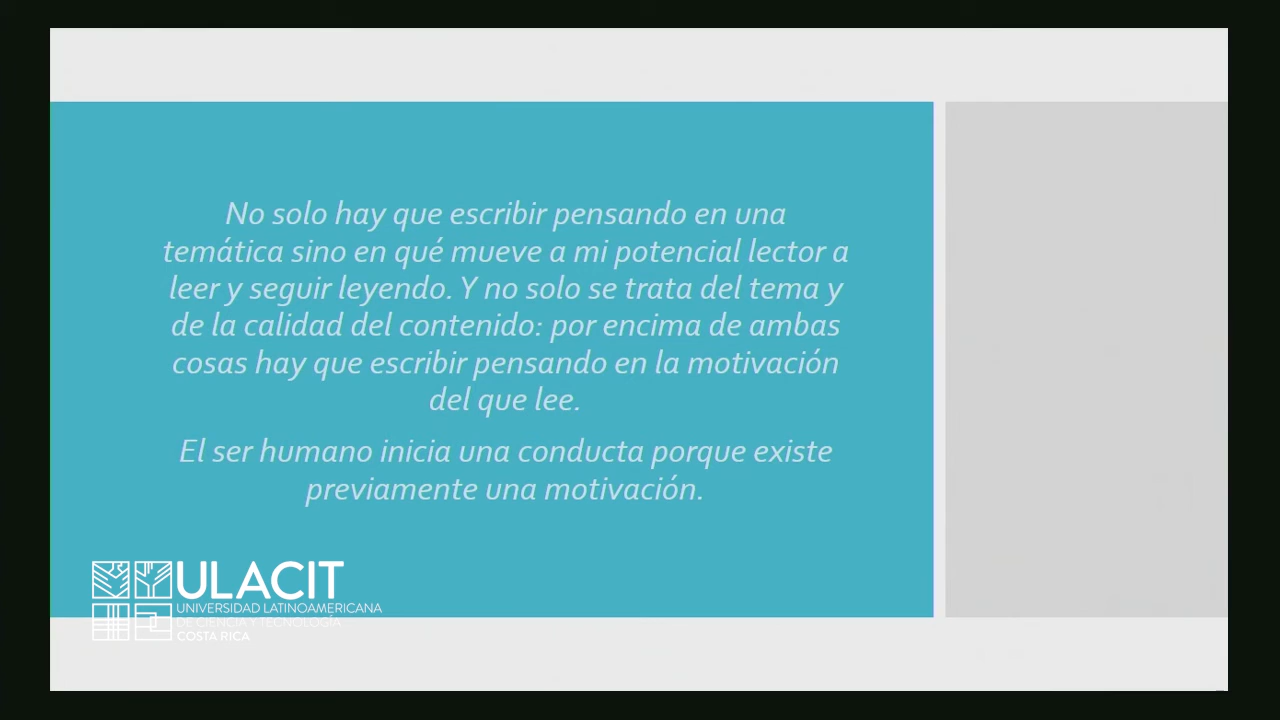 No solo hay que escribir pensando en una
temática sino en qué mueve a mi potencial lector a
leer y seguir leyendo. Y no solo se trata del tema y
de la calidad del contenido: por encima de ambas
cosas hay que escribir pensando en la motivación
del que lee.
El ser humano inicia una conducta porque existe
previamente una motivación.
ULACIT
UNIVERSIDAD LATINOAMERICANA
DE CIENCIA Y TECNOLOGÍA
COSTA RICA